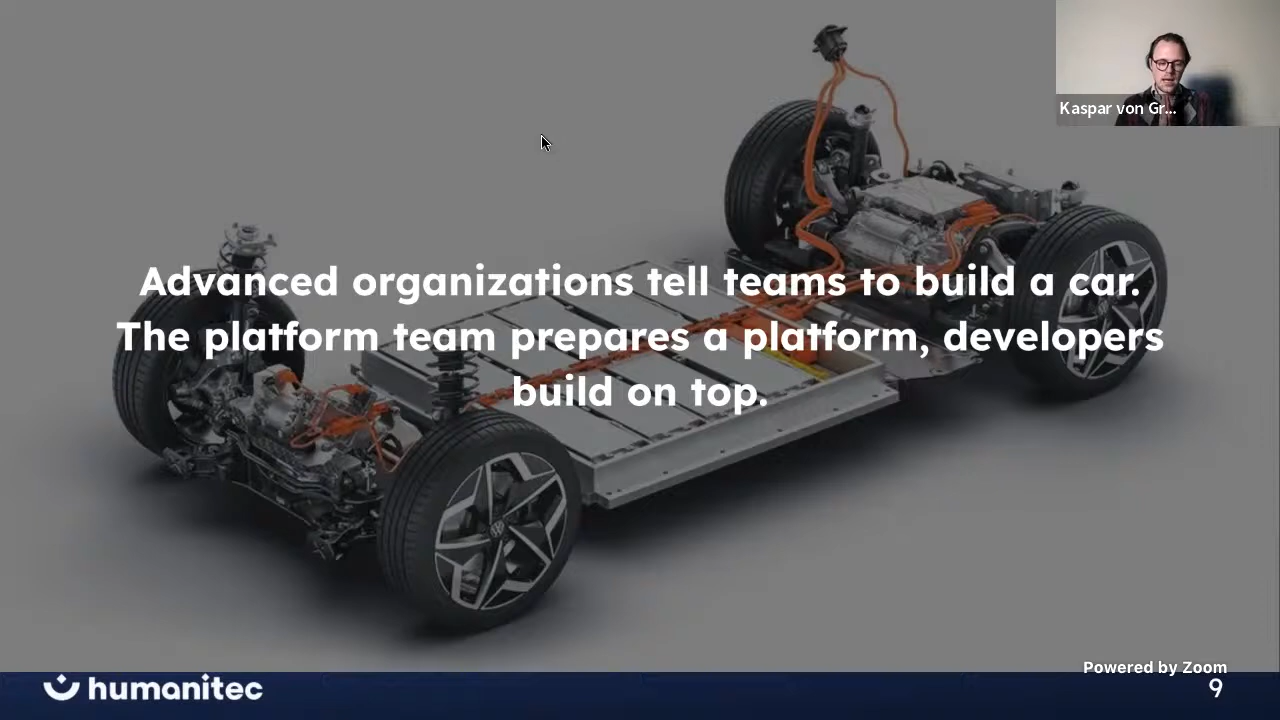 Kaspar von Gr...
Advanced organizations tell teams to build a car.
The platform team prepares a platform, developers
build on top.
Powered by Zoom
humanitec
9